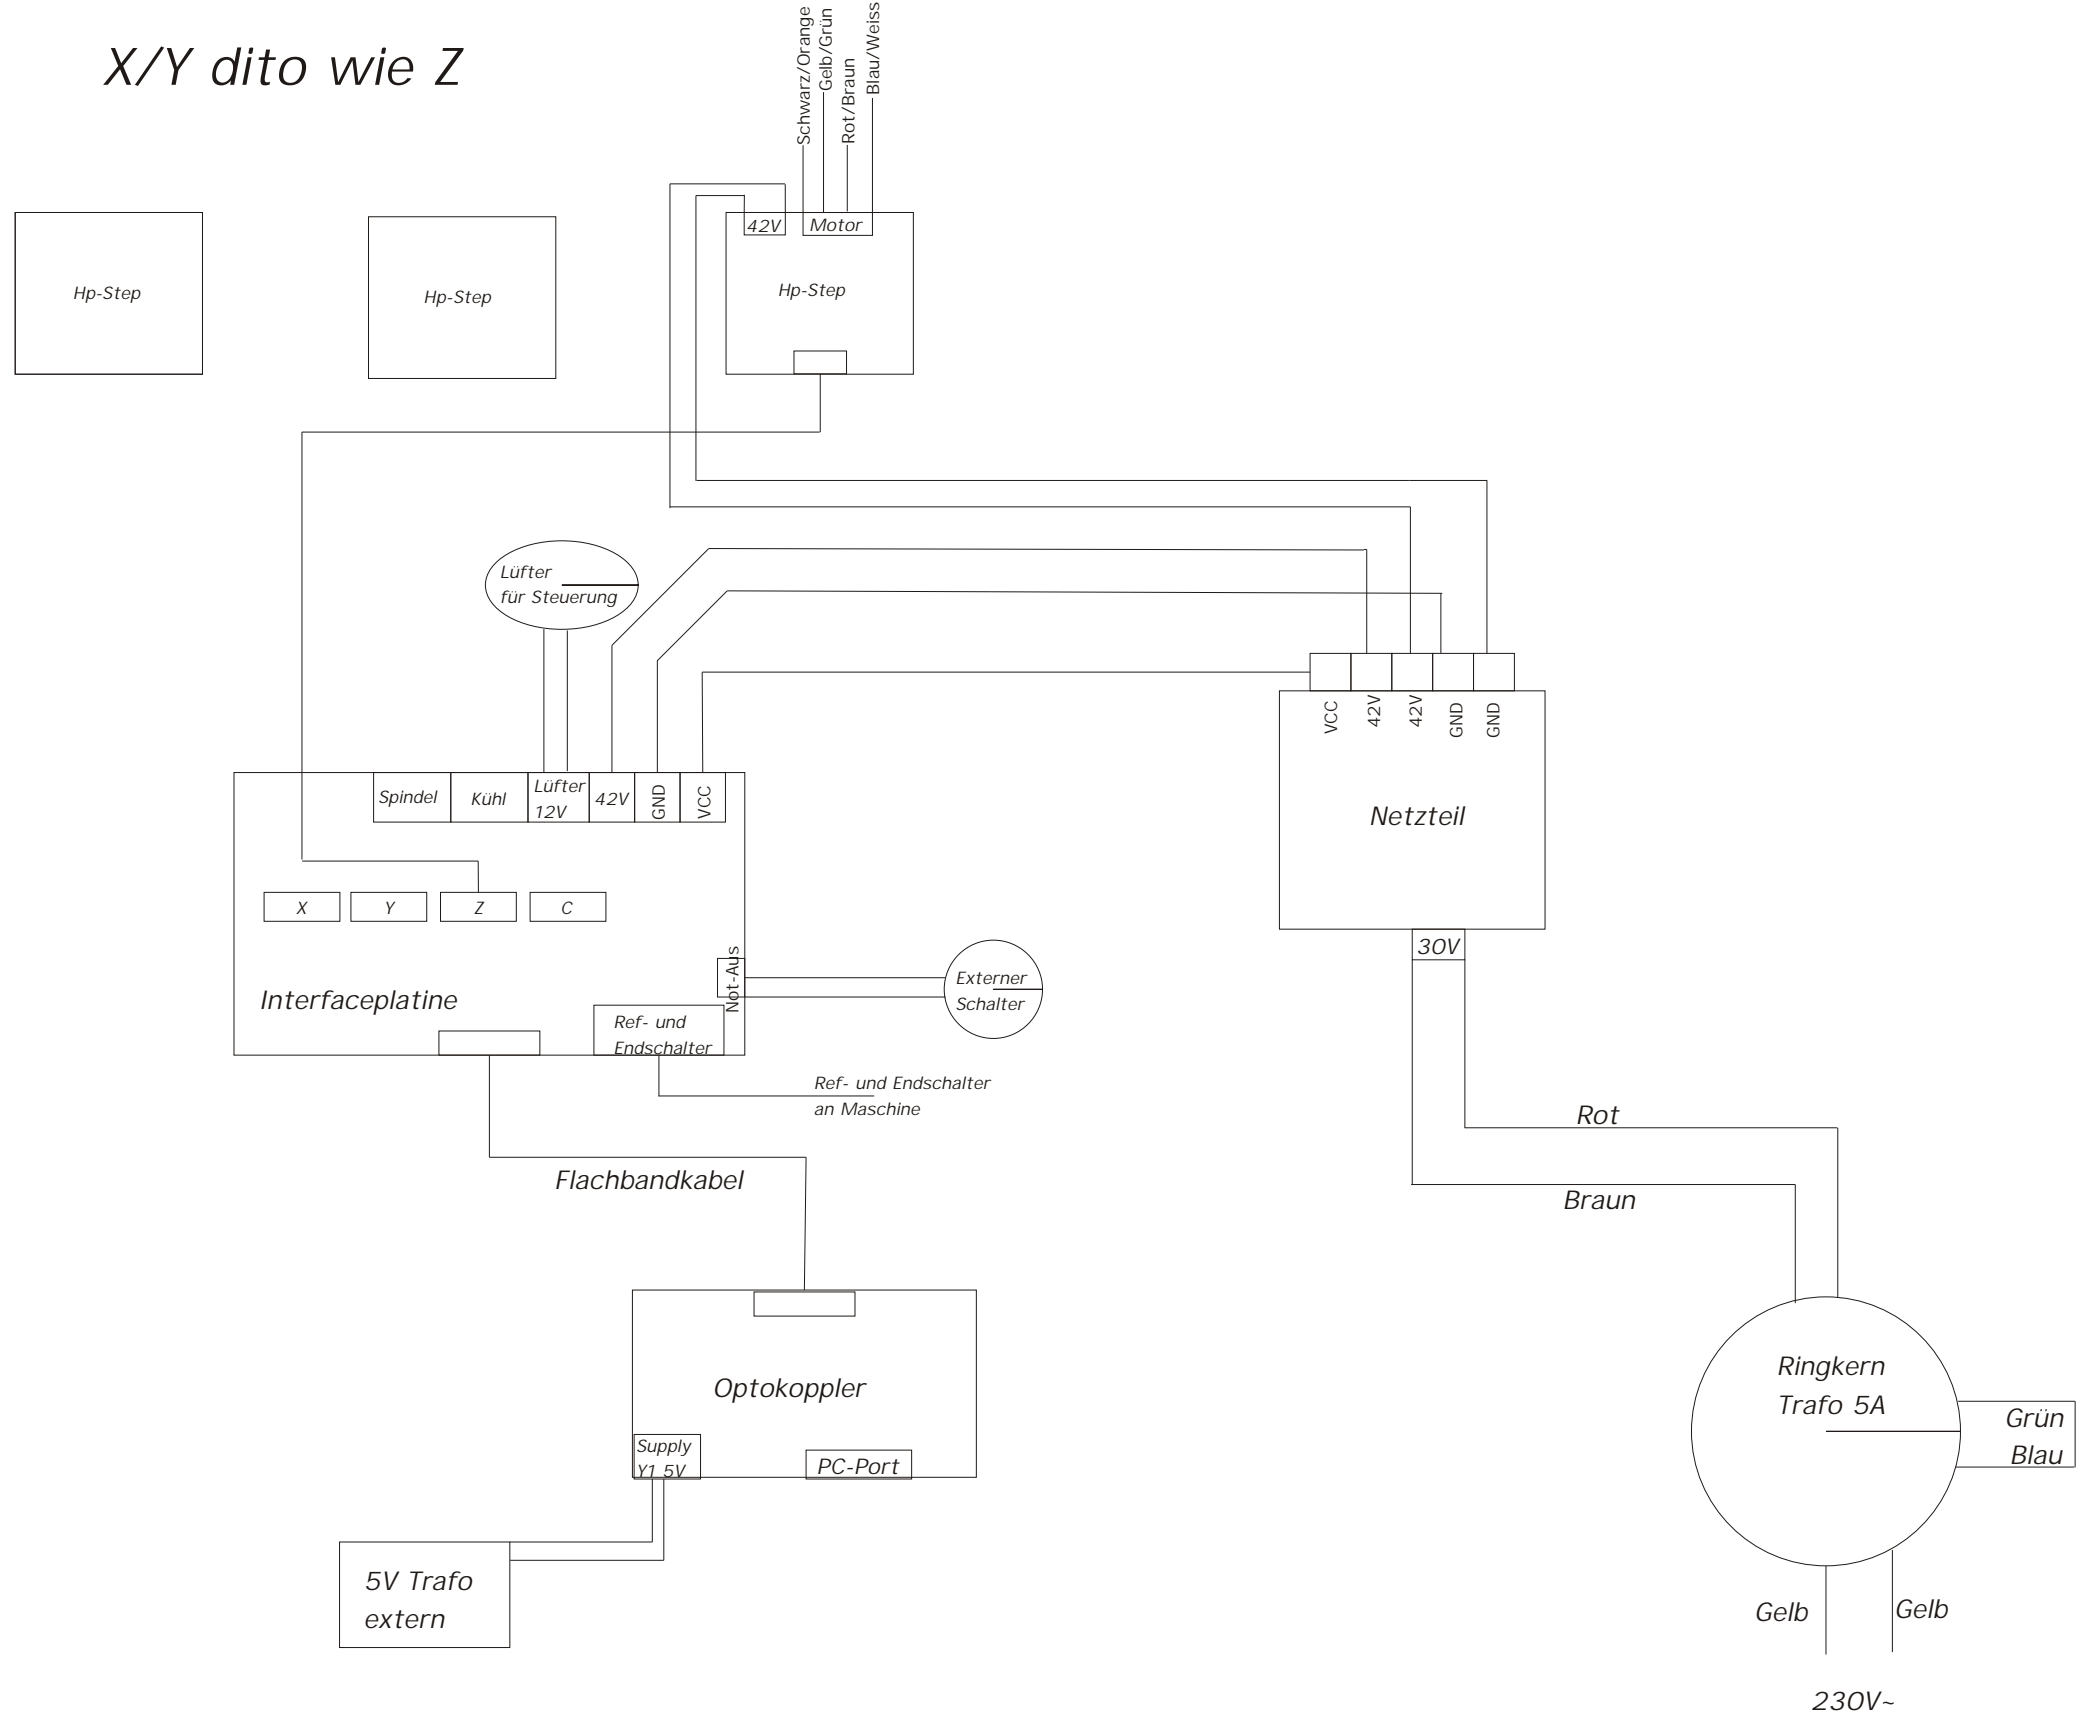 X/Y dito wie Z
Schwarz/Orange
Gelb/Grün
Rot/Braun
Blau/Weiss
42V
Motor
Hp-Step
Hp-Step
Hp-Step
Lüfter
für Steuerung
VCC
42V
42V
GND
GND
Netzteil
30V
Spindel
Kühl
Lüfter
12V
42V
GND
VCC
X
Y
Z
C
Interfaceplatine
Not-Aus
Externer
Schalter
Ref- und
Endschalter
Ref- und Endschalter
an Maschine
Flachbandkabel
Rot
Braun
Optokoppler
Supply
Y1 5V
PC-Port
5V Trafo
extern
Ringkern
Trafo 5A
Grün
Blau
Gelb
Gelb
230V~